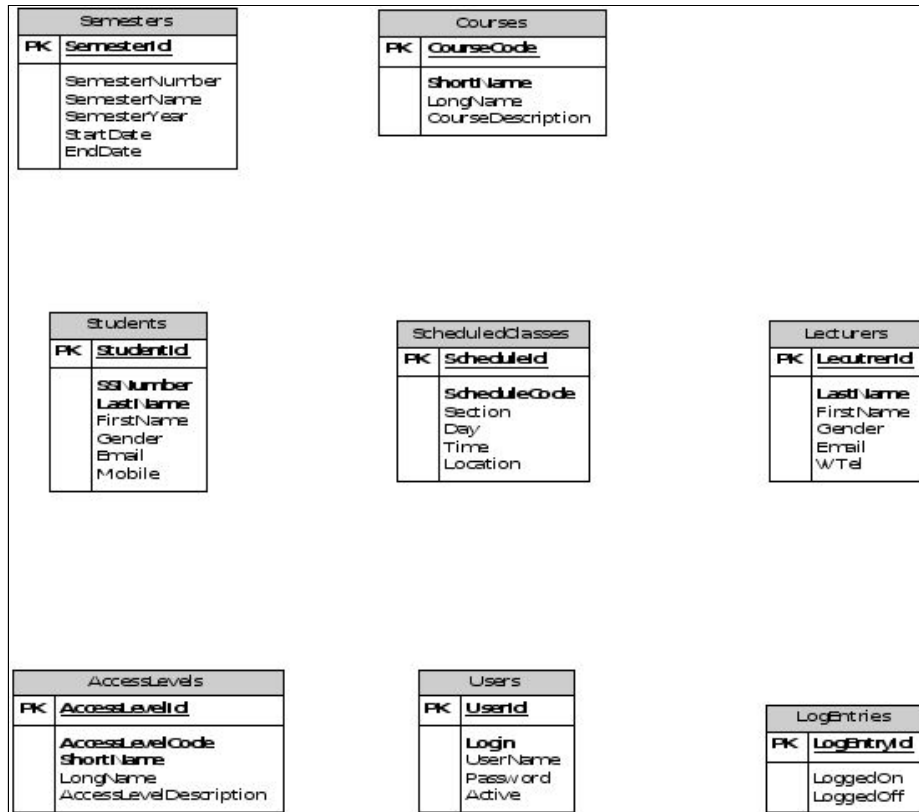 Semesters
PK SemesterId
SemesterNumber
SemesterName
SemesterYear
StartDate
EndDate
Courses
PK CourseCode
ShortName
LongName
CourseDescription
Students
PK StudentId
SSNumber
LastName
FirstName
Gender
Email
Mobile
ScheduledClasses
PK ScheduleId
ScheduleCode
Section
Day
Time
Location
Lecturers
PK LecutrerId
LastName
FirstName
Gender
Email
WTel
AccessLevels
PK AccessLevelId
AccessLevelCode
ShortName
LongName
AccessLevelDescription
Users
PK UserId
Login
UserName
Password
Active
LogEntries
PK LogEntryId
LoggedOn
LoggedOff